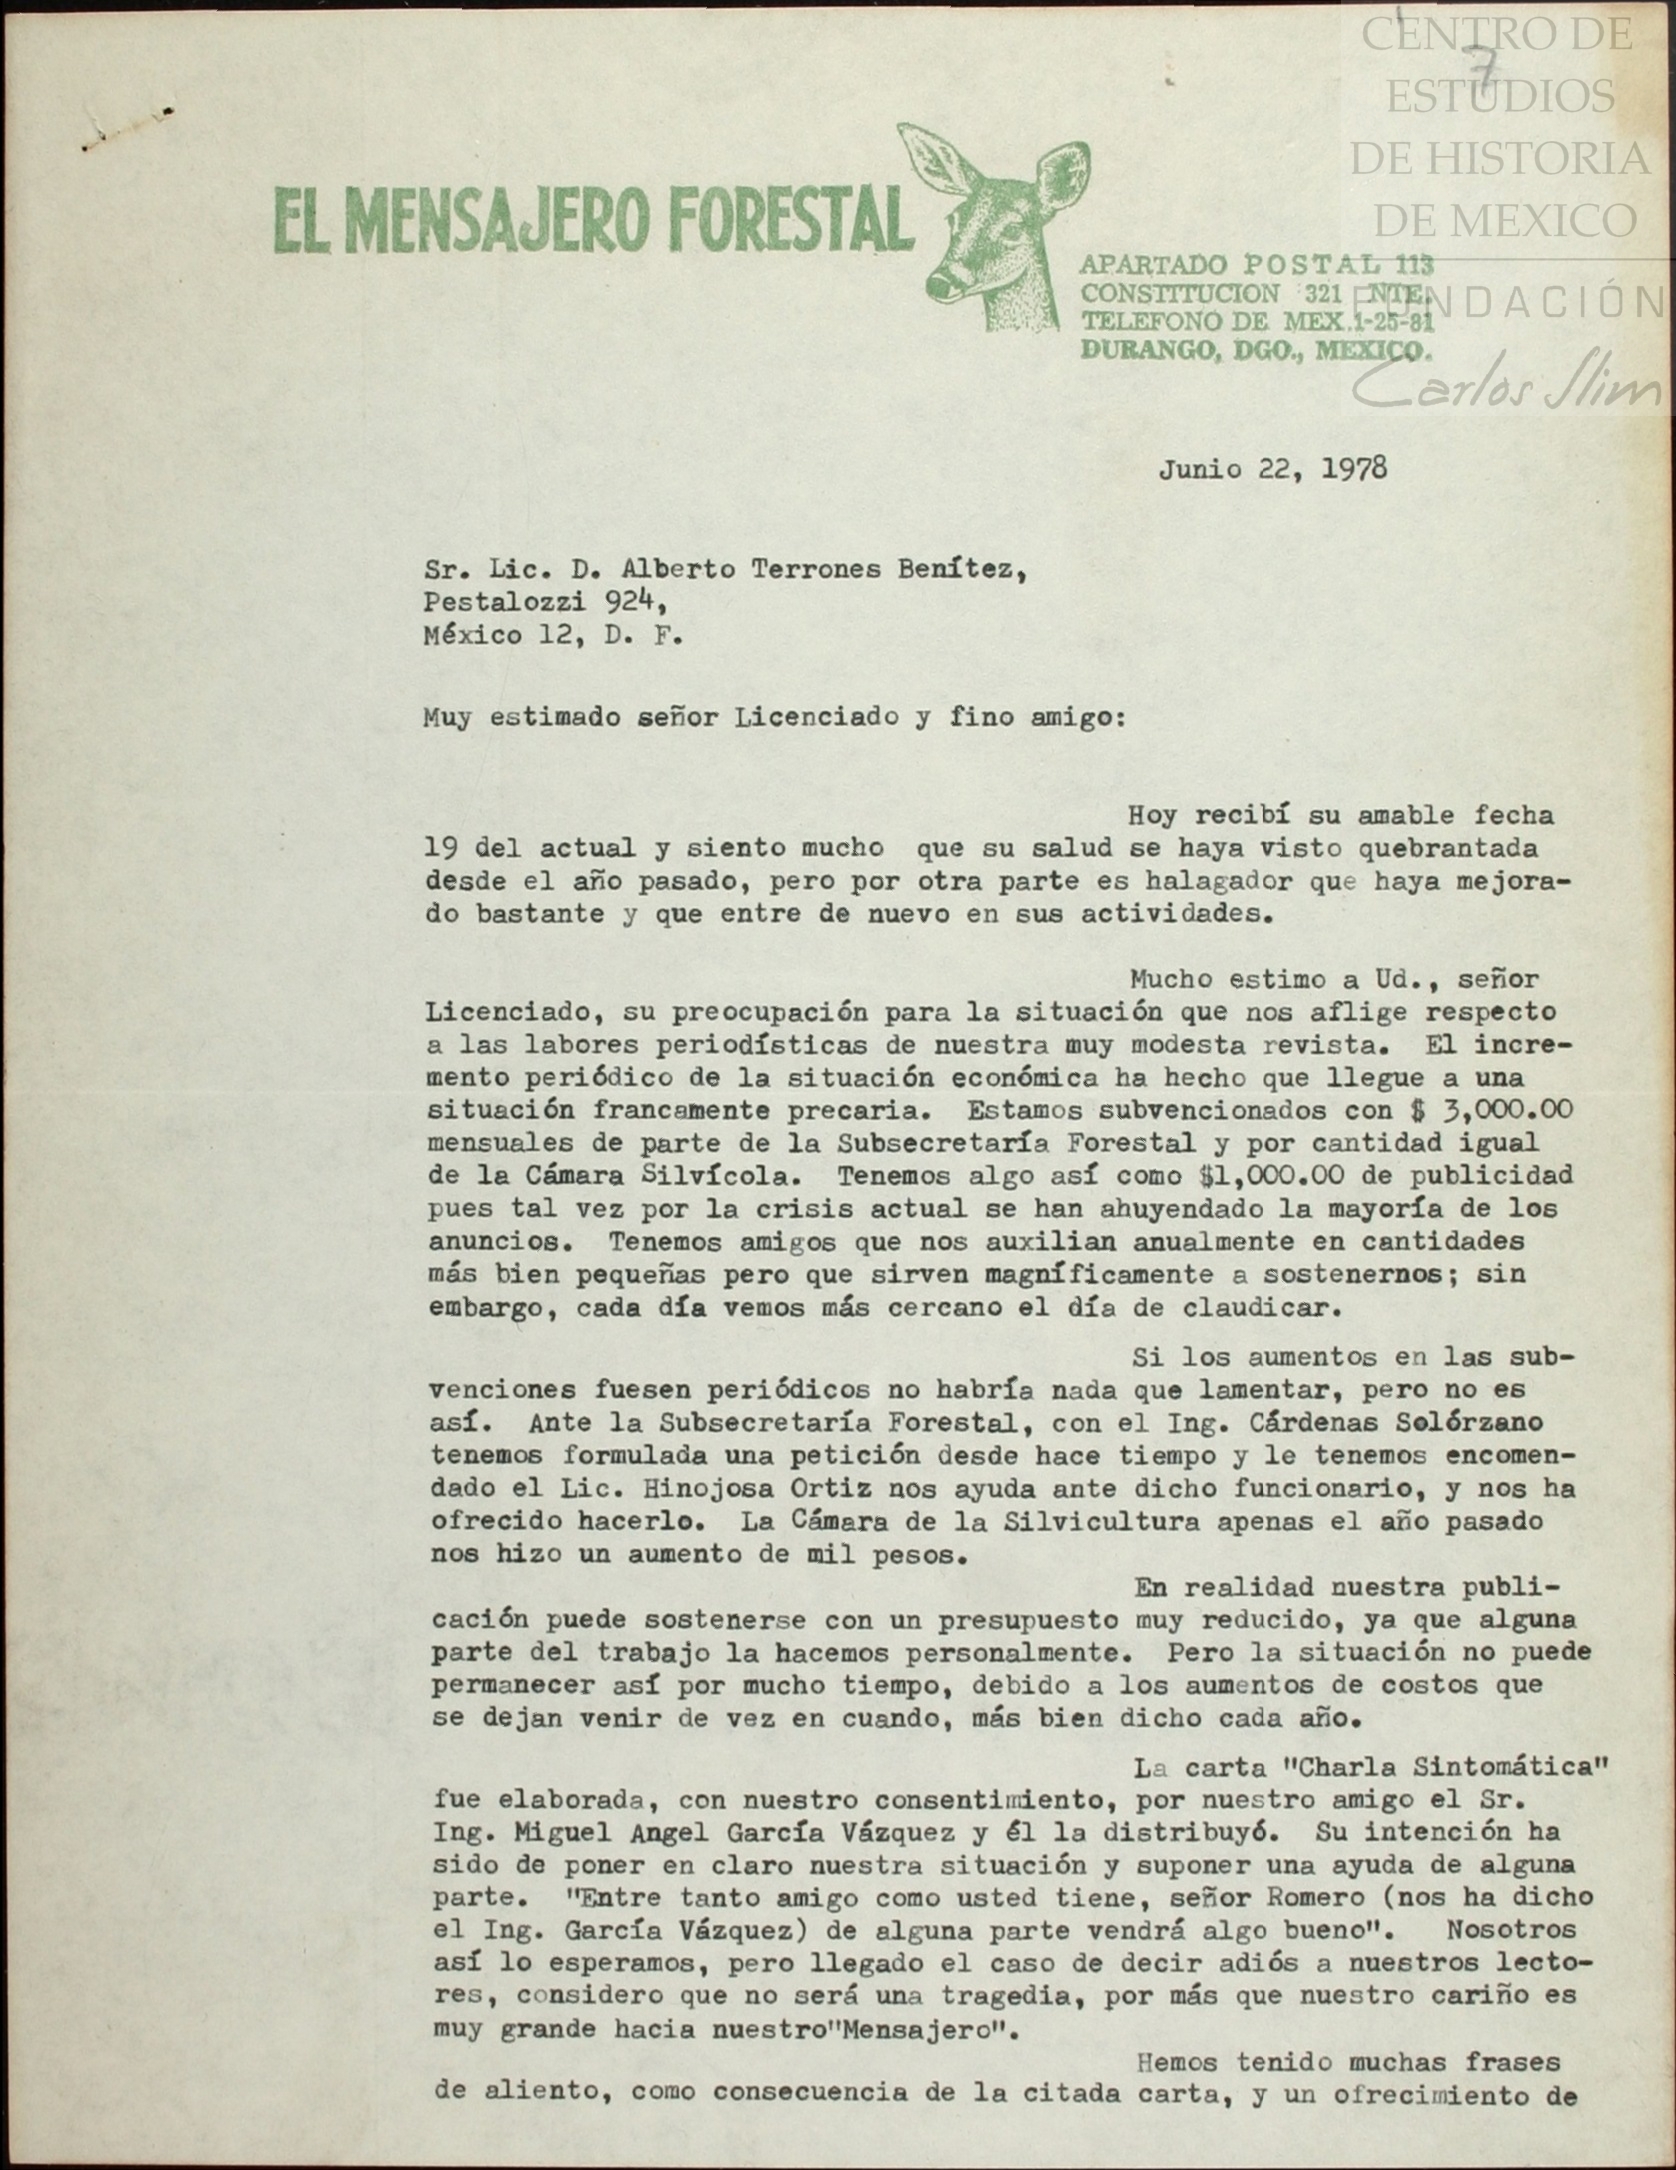 CENTRO DE
ESTUDIOS
DE HISTORIA
DE MEXICO
FUNDACIÓN
Carlos Slim
7
EL MENSAJERO FORESTAL
APARTADO POSTAL 113
CONSTITUCION 321 NTE.
TELEFONO DE MEX.1-25-81
DURANGO, DGO., MEXICO.
Junio 22, 1978
Sr. Lic. D. Alberto Terrones Benítez,
Pestalozzi 924,
México 12, D. F.
Muy estimado señor Licenciado y fino amigo:
Hoy recibí su amable fecha
19 del actual y siento mucho  que su salud se haya visto quebrantada
desde el año pasado, pero por otra parte es halagador que haya mejora-
do bastante y que entre de nuevo en sus actividades.
Mucho estimo a Ud., señor
Licenciado, su preocupación para la situación que nos aflige respecto
a las labores periodísticas de nuestra muy modesta revista.  El incre-
mento periódico de la situación económica ha hecho que llegue a una
situación francamente precaria.  Estamos subvencionados con $ 3,000.00
mensuales de parte de la Subsecretaría Forestal y por cantidad igual
de la Cámara Silvícola.  Tenemos algo así como $1,000.00 de publicidad
pues tal vez por la crisis actual se han ahuyendado la mayoría de los
anuncios.  Tenemos amigos que nos auxilian anualmente en cantidades
más bien pequeñas pero que sirven magníficamente a sostenernos; sin
embargo, cada día vemos más cercano el día de claudicar.
Si los aumentos en las sub-
venciones fuesen periódicos no habría nada que lamentar, pero no es
así.  Ante la Subsecretaría Forestal, con el Ing. Cárdenas Solórzano
tenemos formulada una petición desde hace tiempo y le tenemos encomen-
dado el Lic. Hinojosa Ortiz nos ayuda ante dicho funcionario, y nos ha
ofrecido hacerlo.  La Cámara de la Silvicultura apenas el año pasado
nos hizo un aumento de mil pesos.
En realidad nuestra publi-
cación puede sostenerse con un presupuesto muy reducido, ya que alguna
parte del trabajo la hacemos personalmente.  Pero la situación no puede
permanecer así por mucho tiempo, debido a los aumentos de costos que
se dejan venir de vez en cuando, más bien dicho cada año.
La carta "Charla Sintomática"
fue elaborada, con nuestro consentimiento, por nuestro amigo el Sr.
Ing. Miguel Angel García Vázquez y él la distribuyó.  Su intención ha
sido de poner en claro nuestra situación y suponer una ayuda de alguna
parte.  "Entre tanto amigo como usted tiene, señor Romero (nos ha dicho
el Ing. García Vázquez) de alguna parte vendrá algo bueno".   Nosotros
así lo esperamos, pero llegado el caso de decir adiós a nuestros lecto-
res, considero que no será una tragedia, por más que nuestro cariño es
muy grande hacia nuestro"Mensajero".
Hemos tenido muchas frases
de aliento, como consecuencia de la citada carta, y un ofrecimiento de